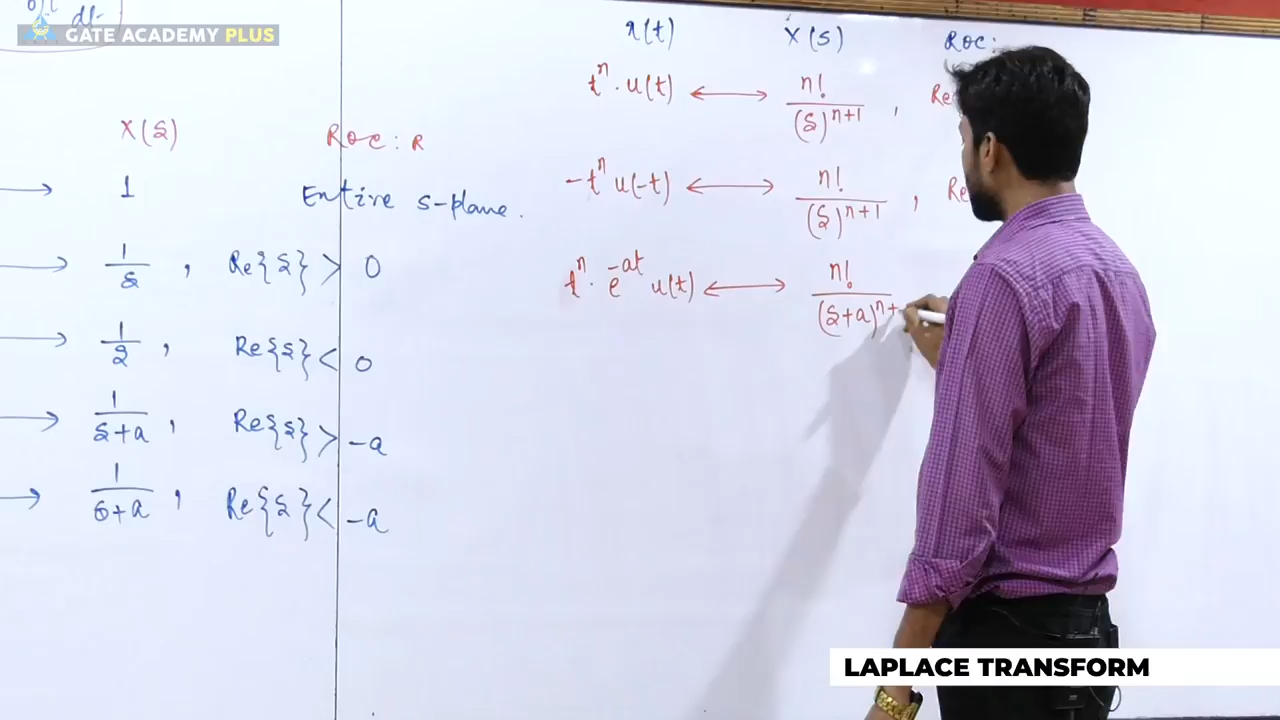 dt
GATE ACADEMY PLUS
X(S)   ROC: R
→ 1   Entire s-plane.
→ 1/s , Re{s} > 0
→ 1/s , Re{s} < 0
→ 1/(s+a) , Re{s} > -a
→ 1/(s+a) , Re{s} < -a
x(t)   X(S)   ROC:
t^n · u(t) ↔ n!/(s)^(n+1) , Re
-t^n u(-t) ↔ n!/(s)^(n+1) , Re
t^n · e^(-at) u(t) ↔ n!/(s+a)^(n+
LAPLACE TRANSFORM